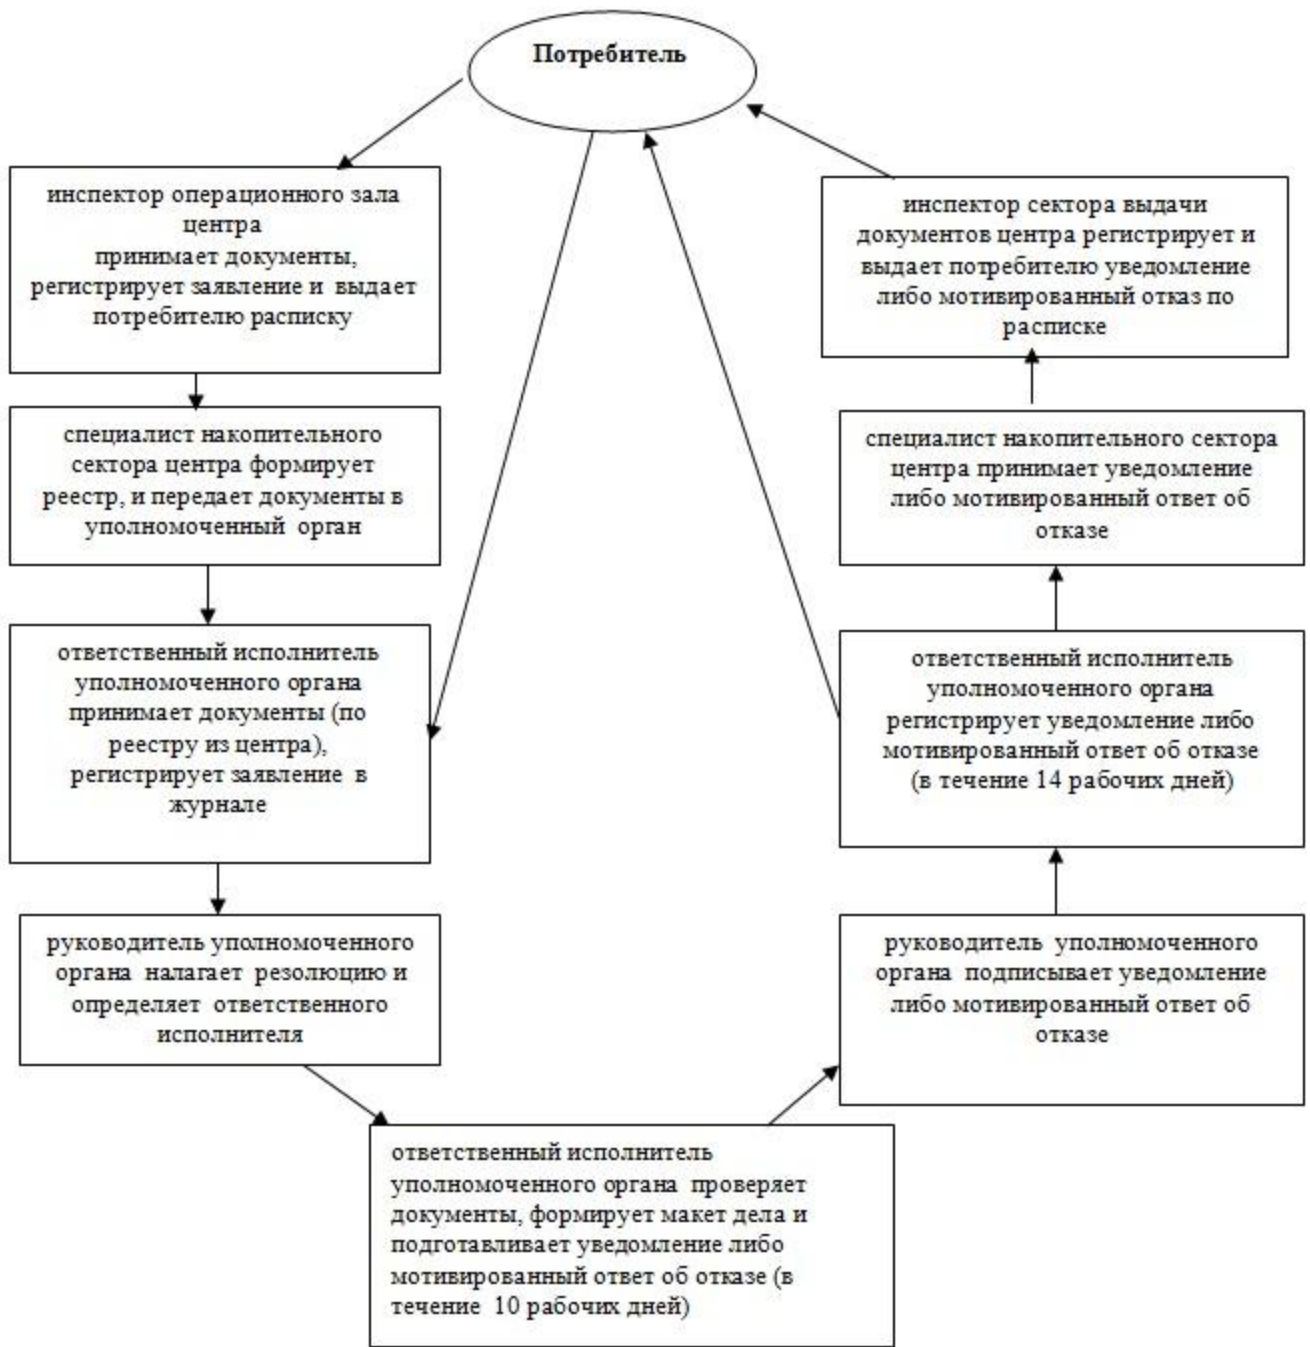 Потребитель
инспектор операционного зала
центра
принимает документы,
регистрирует заявление и выдает
потребителю расписку
специалист накопительного
сектора центра формирует
реестр, и передает документы в
уполномоченный орган
ответственный исполнитель
уполномоченного органа
принимает документы (по
реестру из центра),
регистрирует заявление в
журнале
руководитель уполномоченного
органа налагает резолюцию и
определяет ответственного
исполнителя
ответственный исполнитель
уполномоченного органа проверяет
документы, формирует макет дела и
подготавливает уведомление либо
мотивированный ответ об отказе (в
течение 10 рабочих дней)
руководитель уполномоченного
органа подписывает уведомление
либо мотивированный ответ об
отказе
ответственный исполнитель
уполномоченного органа
регистрирует уведомление либо
мотивированный ответ об отказе
(в течение 14 рабочих дней)
специалист накопительного сектора
центра принимает уведомление
либо мотивированный ответ об
отказе
инспектор сектора выдачи
документов центра регистрирует и
выдает потребителю уведомление
либо мотивированный отказ по
расписке